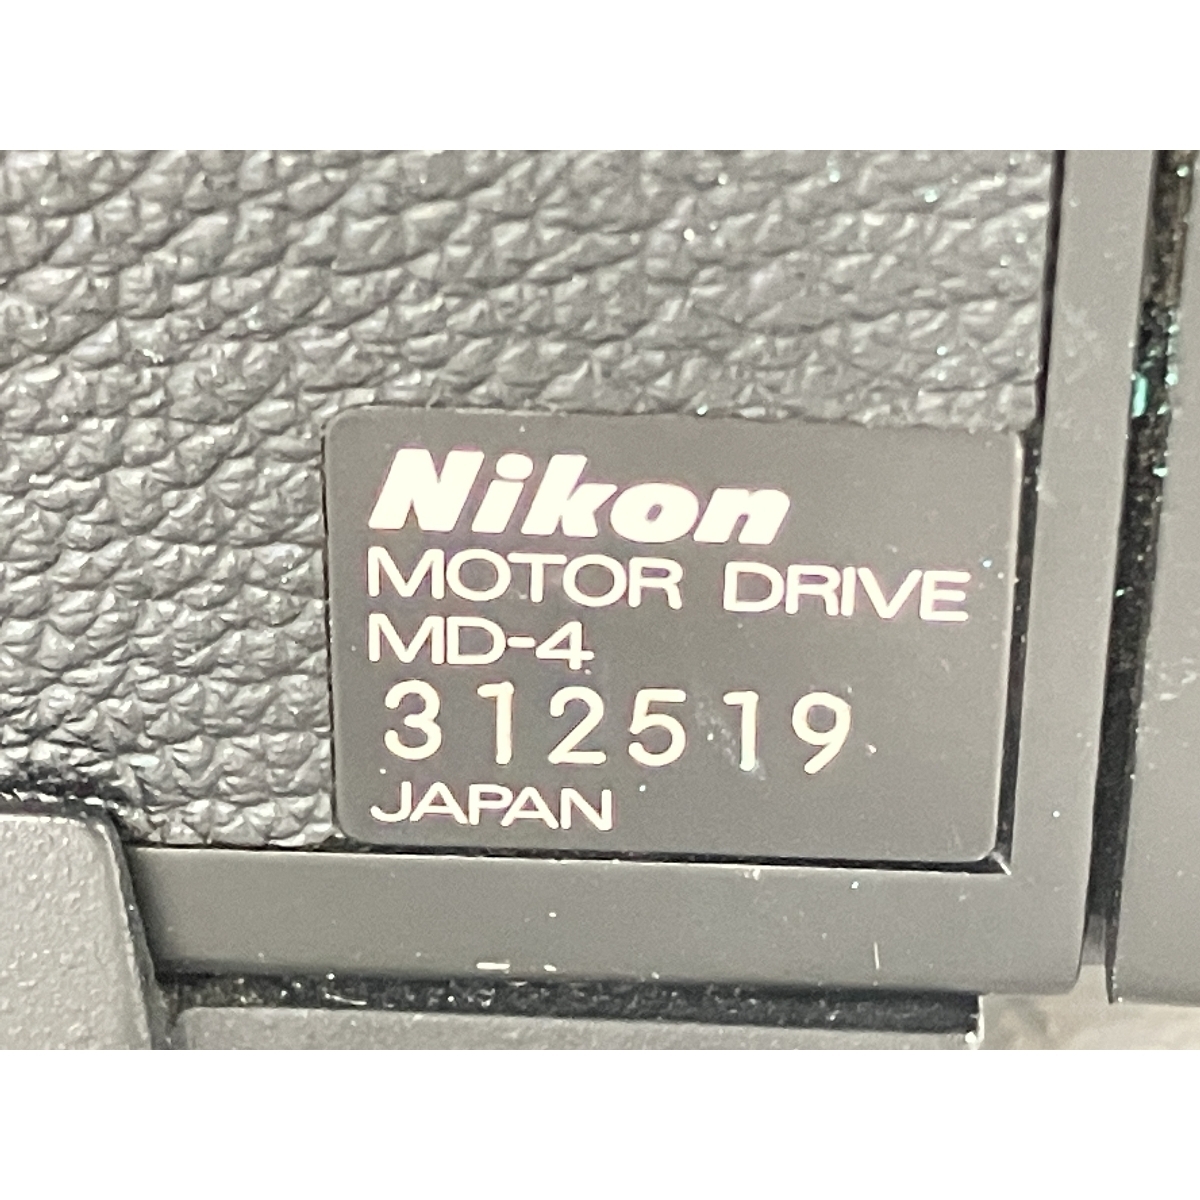 Nikon
MOTOR DRIVE
MD-4
312519
JAPAN